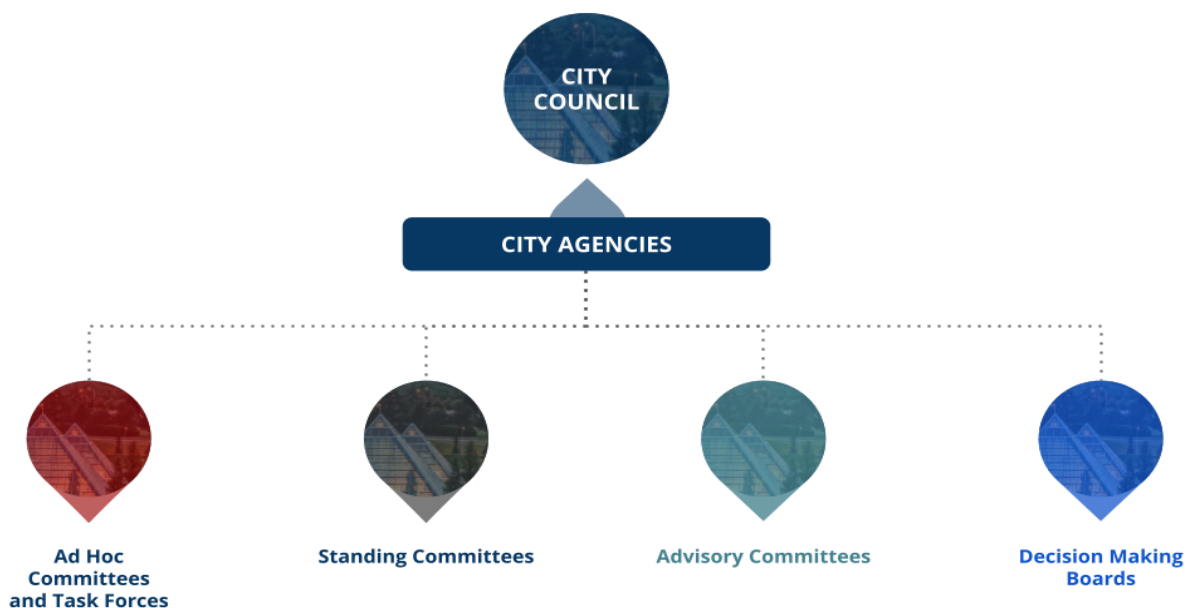 CITY
COUNCIL
CITY AGENCIES
Ad Hoc
Committees
and Task Forces
Standing Committees
Advisory Committees
Decision Making
Boards